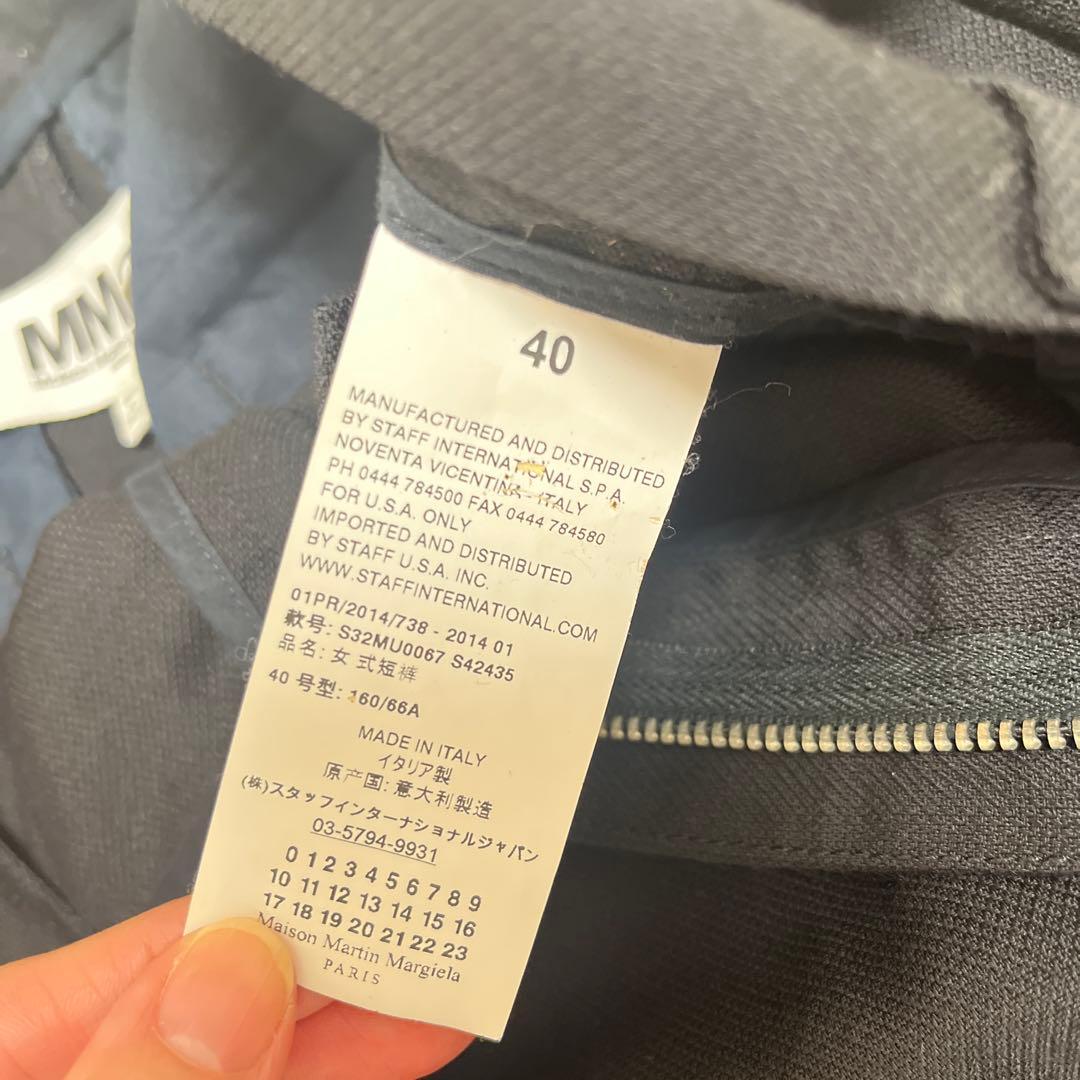 MM
40
MANUFACTURED AND DISTRIBUTED
BY STAFF INTERNATIONAL S.P.A.
NOVENTA VICENTINA - ITALY
PH 0444 784500 FAX 0444 784580
FOR U.S.A. ONLY
IMPORTED AND DISTRIBUTED
BY STAFF U.S.A. INC.
WWW.STAFFINTERNATIONAL.COM
01PR/2014/738 - 2014 01
款号: S32MU0067 S42435
品名: 女式短裤
40 号型: 160/66A
MADE IN ITALY
イタリア製
原产国: 意大利製造
(株)スタッフインターナショナルジャパン
03-5794-9931
0 1 2 3 4 5 6 7 8 9
10 11 12 13 14 15 16
17 18 19 20 21 22 23
Maison Martin Margiela
PARIS